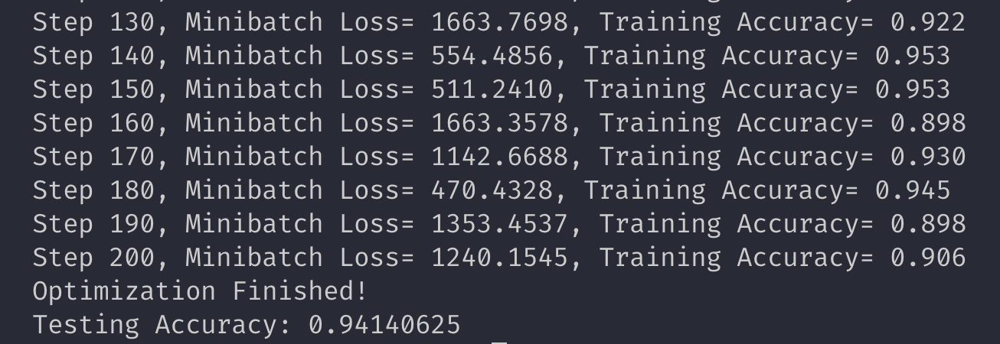 Step 130, Minibatch Loss= 1663.7698, Training Accuracy= 0.922
Step 140, Minibatch Loss= 554.4856, Training Accuracy= 0.953
Step 150, Minibatch Loss= 511.2410, Training Accuracy= 0.953
Step 160, Minibatch Loss= 1663.3578, Training Accuracy= 0.898
Step 170, Minibatch Loss= 1142.6688, Training Accuracy= 0.930
Step 180, Minibatch Loss= 470.4328, Training Accuracy= 0.945
Step 190, Minibatch Loss= 1353.4537, Training Accuracy= 0.898
Step 200, Minibatch Loss= 1240.1545, Training Accuracy= 0.906
Optimization Finished!
Testing Accuracy: 0.94140625